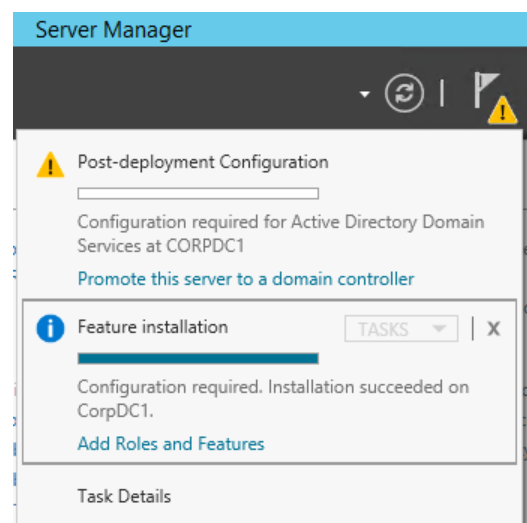 Server Manager
Post-deployment Configuration
Configuration required for Active Directory Domain
Services at CORPDC1
Promote this server to a domain controller
Feature installation
TASKS
X
Configuration required. Installation succeeded on
CorpDC1.
Add Roles and Features
Task Details